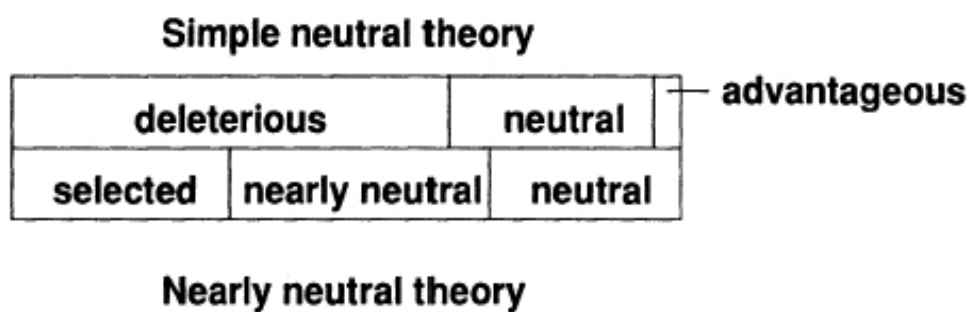 Simple neutral theory
advantageous
deleterious neutral
selected nearly neutral neutral
Nearly neutral theory